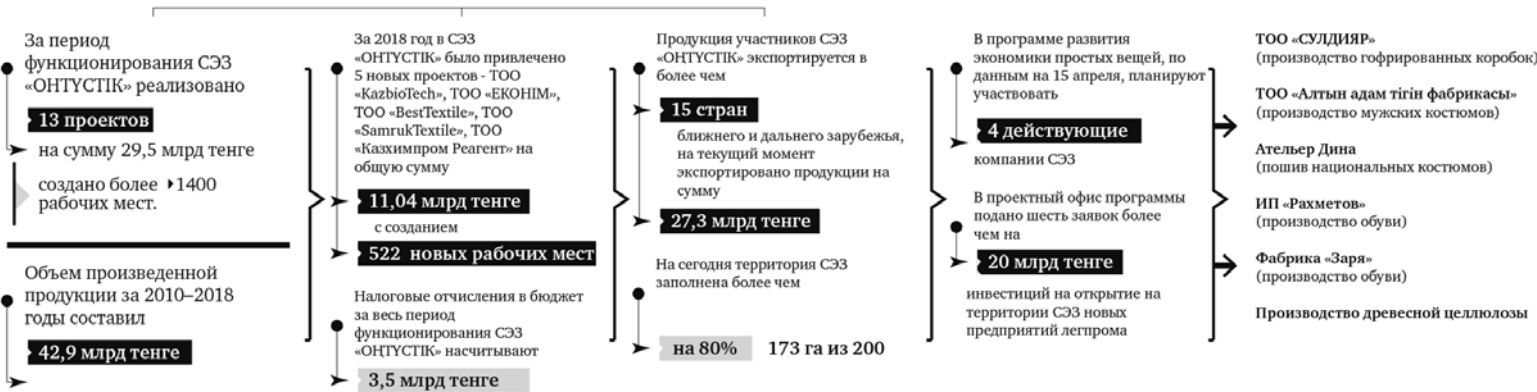 За период
функционирования СЭЗ
«ОНТҮСТІК» реализовано
13 проектов
на сумму 29,5 млрд тенге
создано более 1400
рабочих мест.
Объем произведенной
продукции за 2010–2018
годы составил
42,9 млрд тенге
За 2018 год в СЭЗ
«ОНТҮСТІК» было привлечено
5 новых проектов - ТОО
«KazbioTech», ТОО «ЕКОНІМ»,
ТОО «BestTextile», ТОО
«SamrukTextile», ТОО
«Казхимпром Реагент» на
общую сумму
11,04 млрд тенге
с созданием
522 новых рабочих мест
Налоговые отчисления в бюджет
за весь период
функционирования СЭЗ
«ОҢТҮСТІК» насчитывают
3,5 млрд тенге
Продукция участников СЭЗ
«ОНТҮСТІК» экспортируется в
более чем
15 стран
ближнего и дальнего зарубежья,
на текущий момент
экспортировано продукции на
сумму
27,3 млрд тенге
На сегодня территория СЭЗ
заполнена более чем
на 80% 173 га из 200
В программе развития
экономики простых вещей, по
данным на 15 апреля, планируют
участвовать
4 действующие
компании СЭЗ
В проектный офис программы
подано шесть заявок более
чем на
20 млрд тенге
инвестиций на открытие на
территории СЭЗ новых
предприятий легпрома
ТОО «СУЛДИЯР»
(производство гофрированных коробок)
ТОО «Алтын адам тігін фабрикасы»
(производство мужских костюмов)
Ательер Дина
(пошив национальных костюмов)
ИП «Рахметов»
(производство обуви)
Фабрика «Заря»
(производство обуви)
Производство древесной целлюлозы